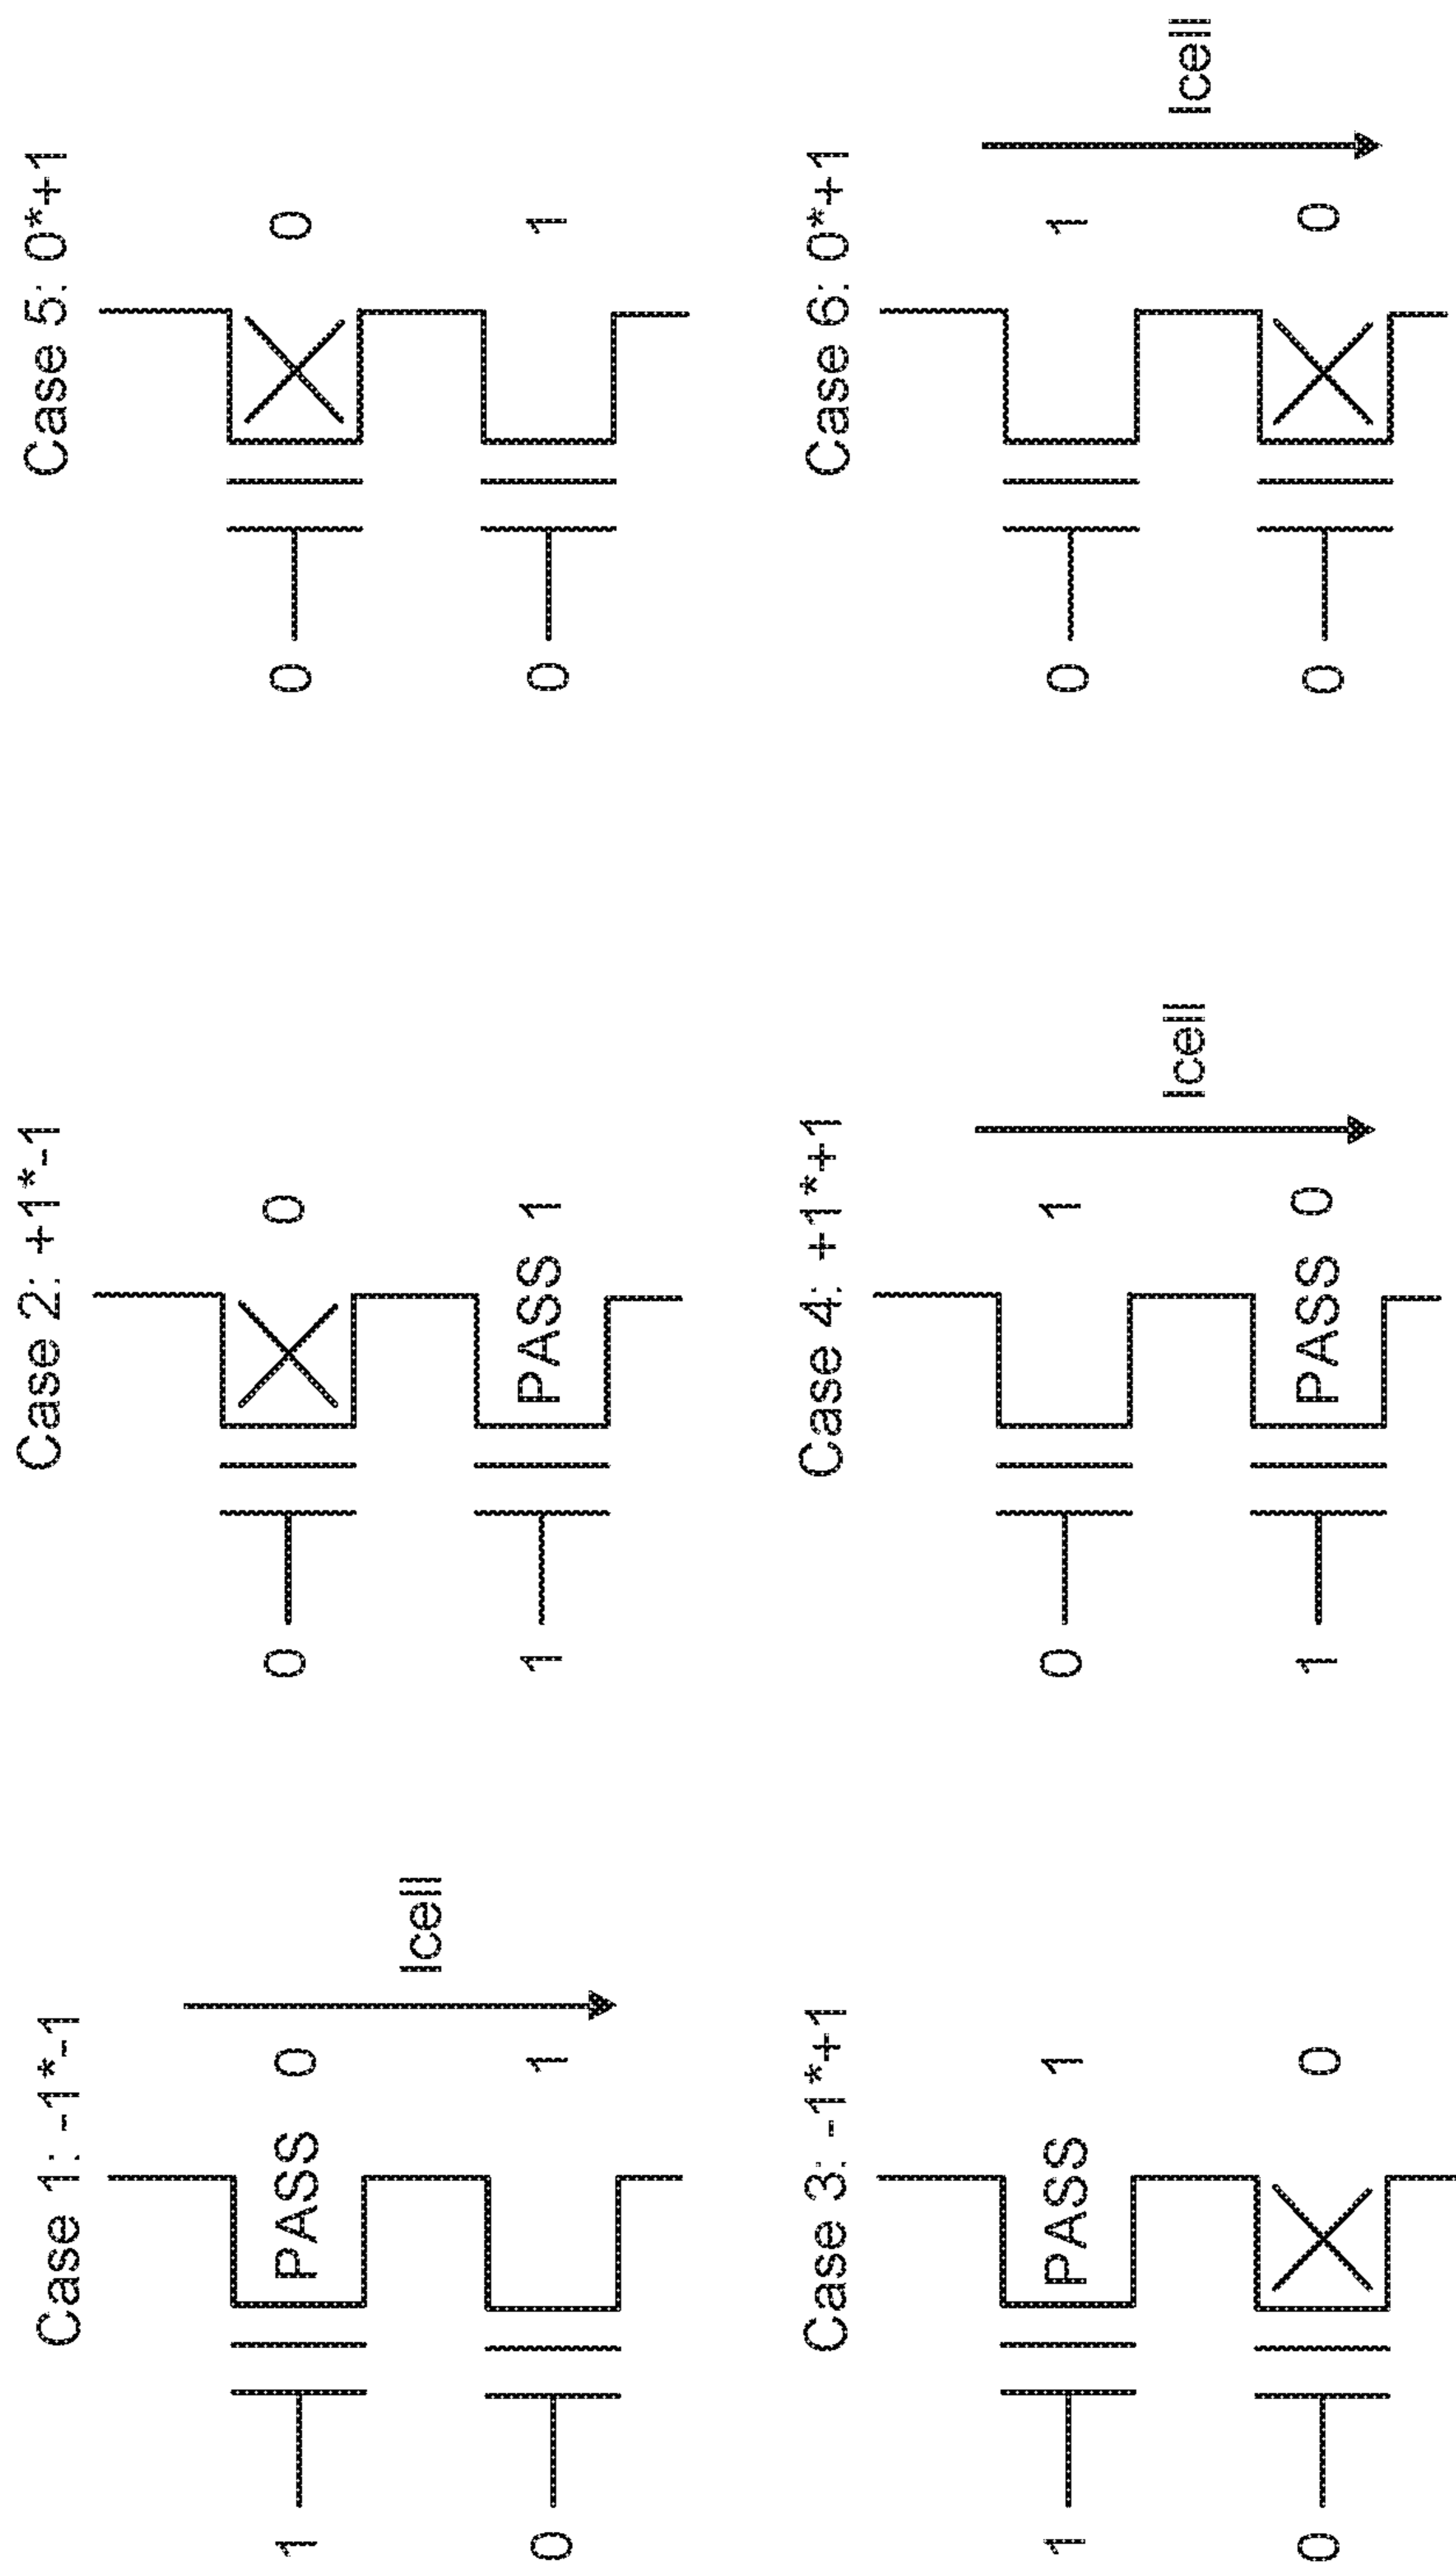 Case 1: -1*-1
1 PASS 0
Icell
0 1
Case 2: +1*-1
0 0
1 PASS 1
Case 5: 0*+1
0 0
0 1
Case 3: -1*+1
1 PASS 1
0 0
Case 4: +1*+1
0 1
Icell
1 PASS 0
Case 6: 0*+1
0 1
Icell
0 0